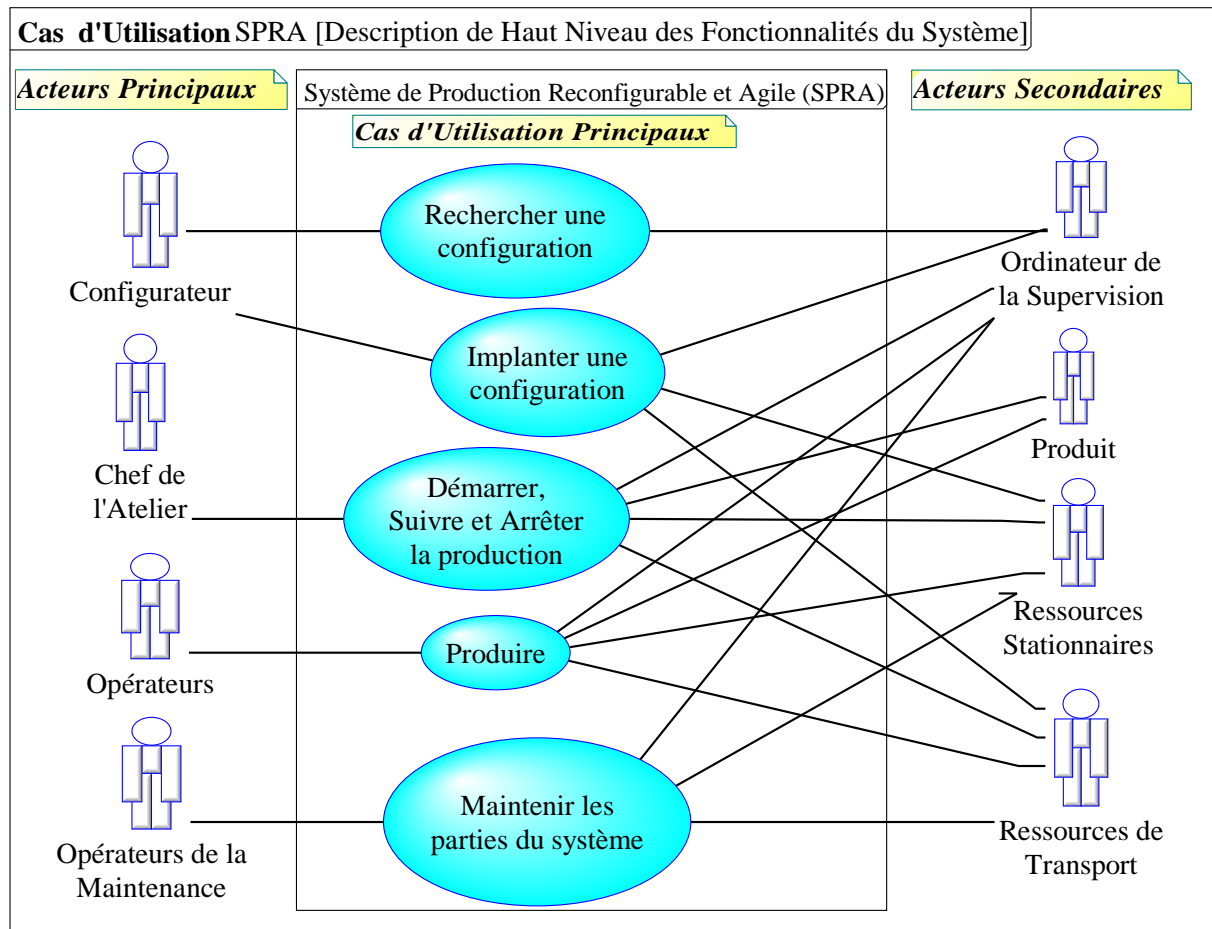 Cas d'Utilisation SPRA [Description de Haut Niveau des Fonctionnalités du Système]
Acteurs Principaux
Système de Production Reconfigurable et Agile (SPRA)
Cas d'Utilisation Principaux
Acteurs Secondaires
Configurateur
Chef de
l'Atelier
Opérateurs
Opérateurs de la
Maintenance
Rechercher une
configuration
Implanter une
configuration
Démarrer,
Suivre et Arrêter
la production
Produire
Maintenir les
parties du système
Ordinateur de
la Supervision
Produit
Ressources
Stationnaires
Ressources de
Transport